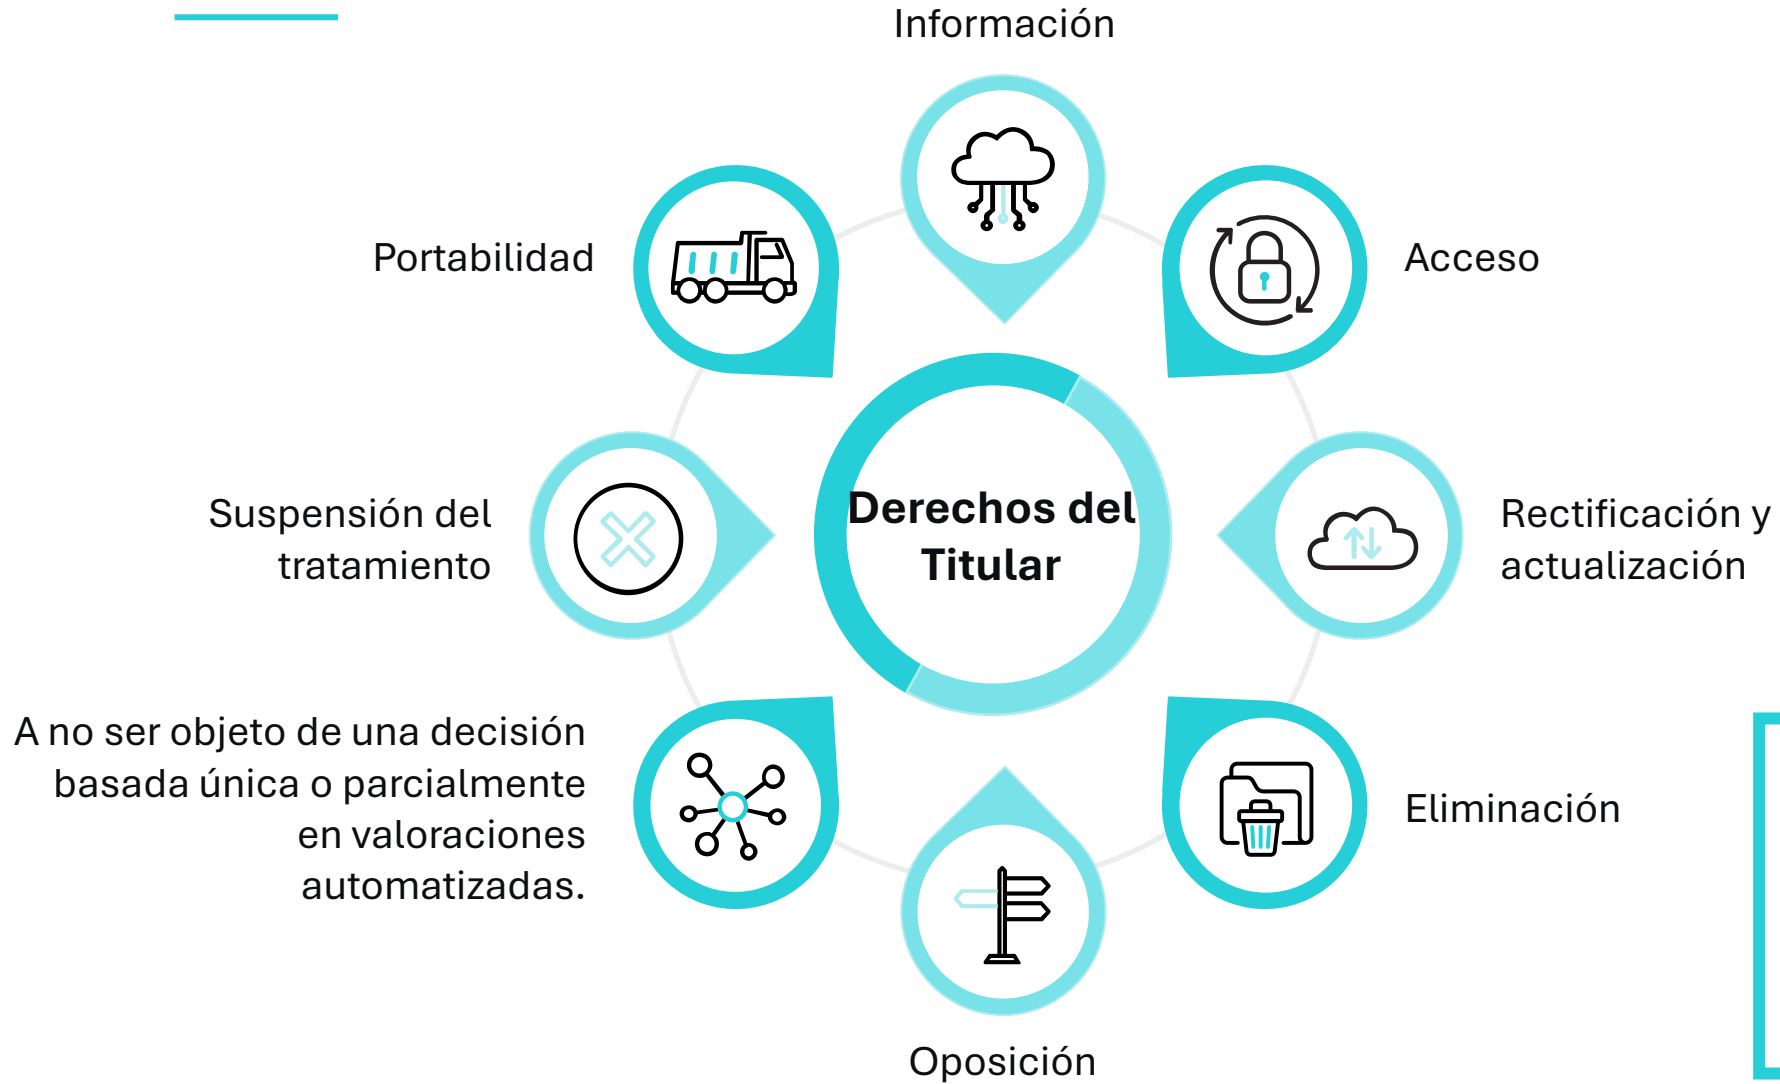 Información
Portabilidad
Acceso
Suspensión del
tratamiento
Derechos del
Titular
Rectificación y
actualización
A no ser objeto de una decisión
basada única o parcialmente
en valoraciones
automatizadas.
Eliminación
Oposición